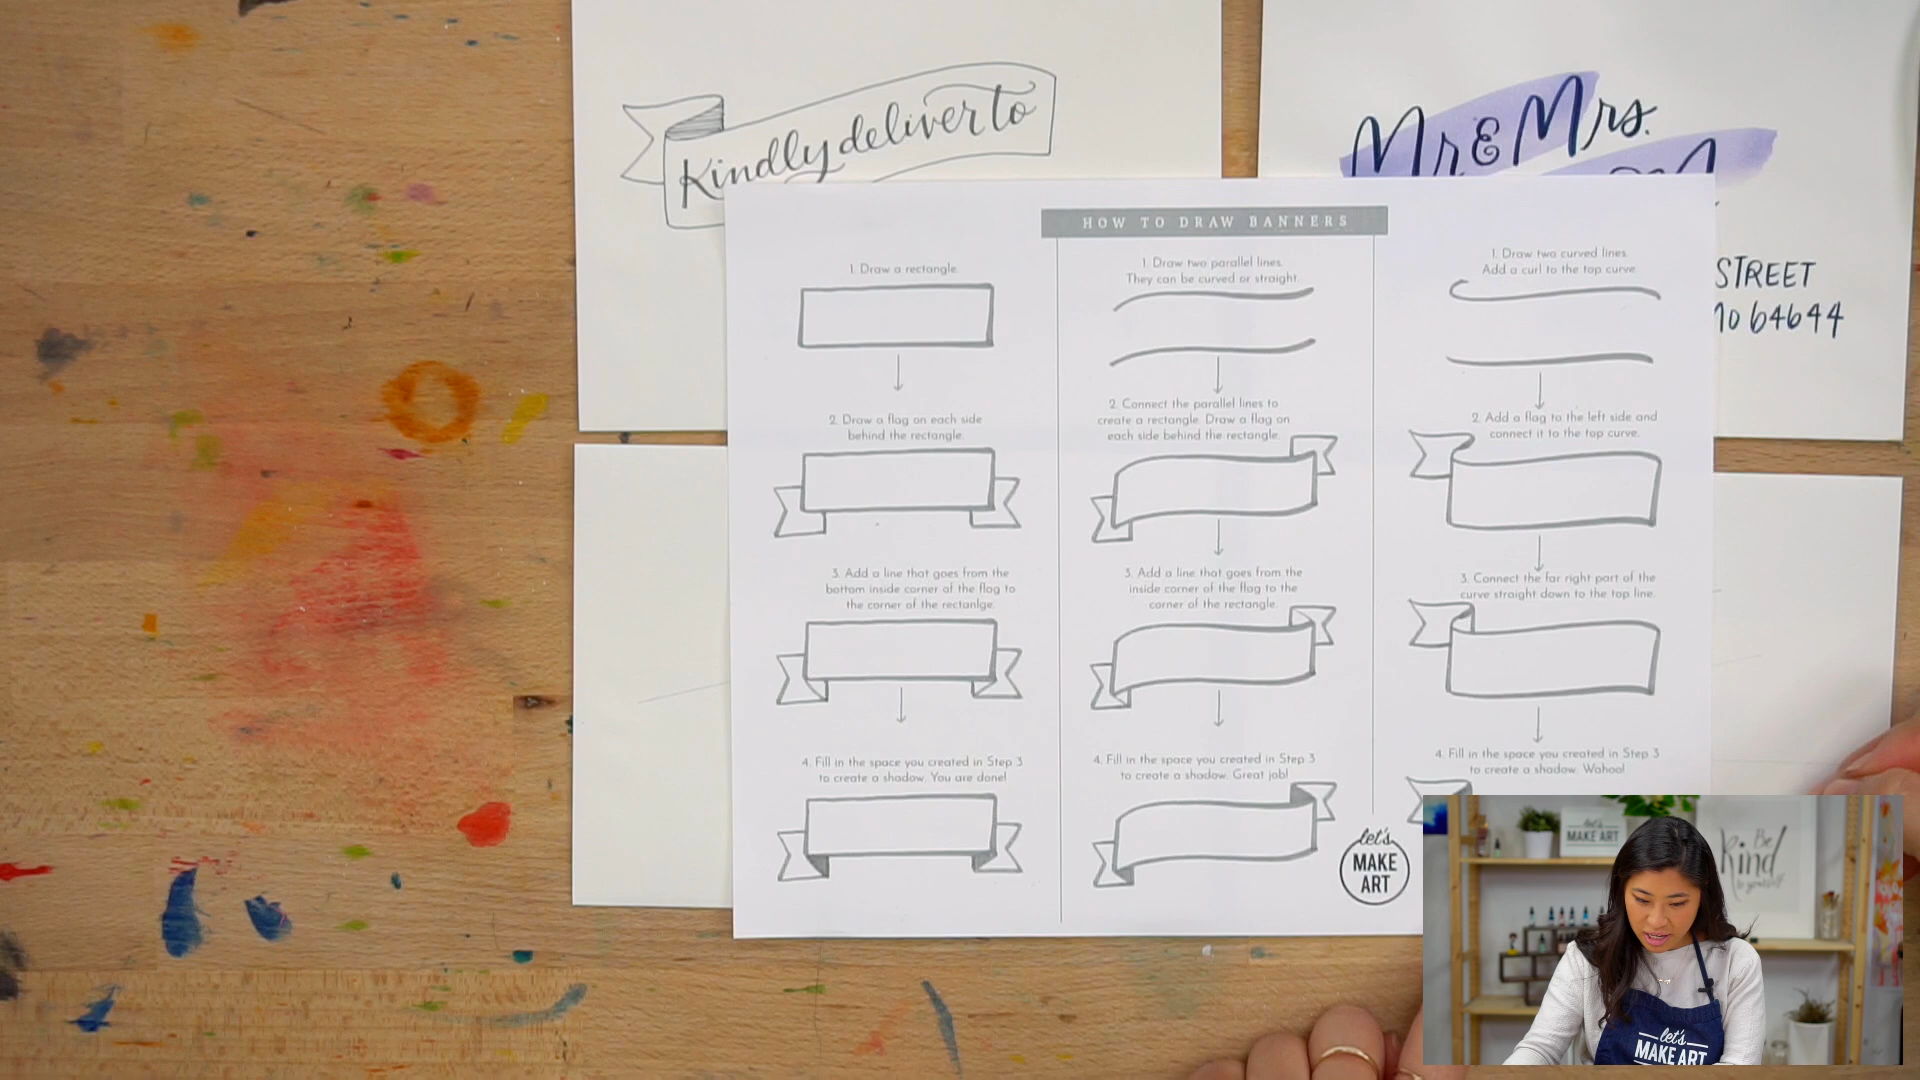 Kindly deliver to
Mr & Mrs.
STREET
MO 64644
HOW TO DRAW BANNERS
1. Draw a rectangle.
2. Draw a flag on each side
behind the rectangle.
3. Add a line that goes from the
bottom inside corner of the flag to
the corner of the rectanlge.
4. Fill in the space you created in Step 3
to create a shadow. You are done!
1. Draw two parallel lines.
They can be curved or straight.
2. Connect the parallel lines to
create a rectangle. Draw a flag on
each side behind the rectangle.
3. Add a line that goes from the
inside corner of the flag to the
corner of the rectangle.
4. Fill in the space you created in Step 3
to create a shadow. Great job!
1. Draw two curved lines.
Add a curl to the top curve.
2. Add a flag to the left side and
connect it to the top curve.
3. Connect the far right part of the
curve straight down to the top line.
4. Fill in the space you created in Step 3
to create a shadow. Wahoo!
let's
MAKE
ART
let's
MAKE ART
Be
kind
to yourself
let's
MAKE ART